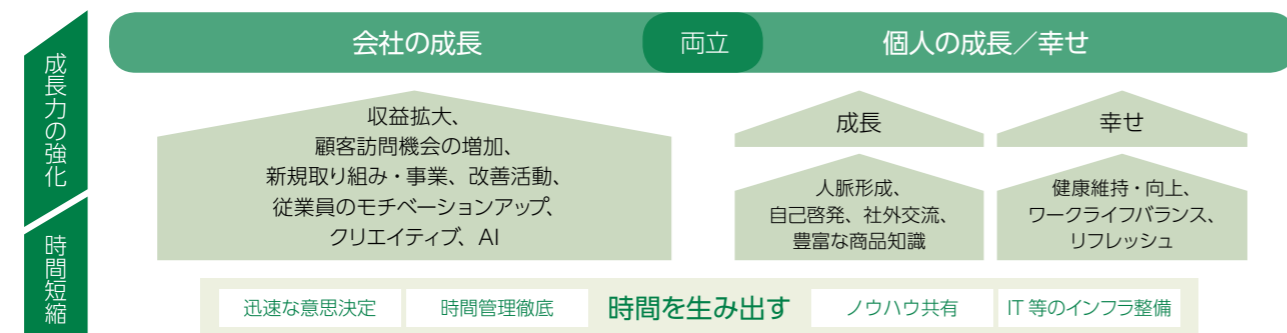 成長力の強化
時間短縮
会社の成長
両立
個人の成長／幸せ
収益拡大、
顧客訪問機会の増加、
新規取り組み・事業、改善活動、
従業員のモチベーションアップ、
クリエイティブ、AI
成長
人脈形成、
自己啓発、社外交流、
豊富な商品知識
幸せ
健康維持・向上、
ワークライフバランス、
リフレッシュ
迅速な意思決定
時間管理徹底
時間を生み出す
ノウハウ共有
IT 等のインフラ整備